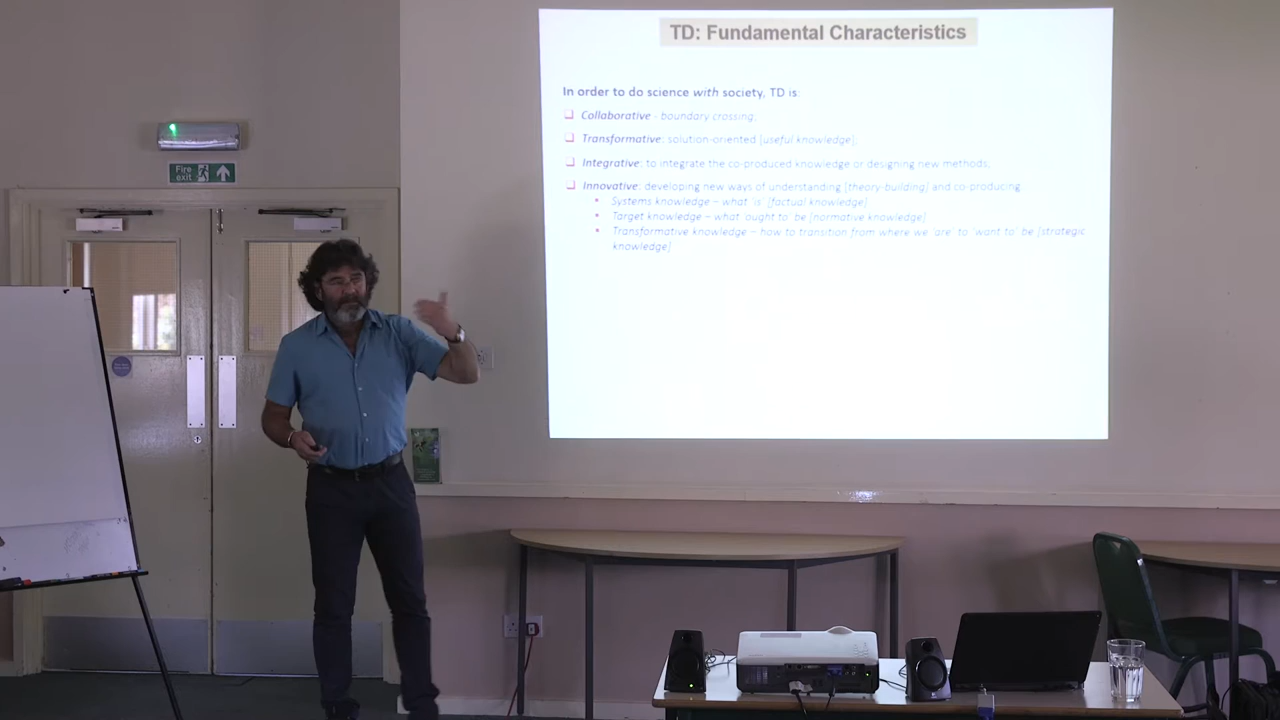 TD: Fundamental Characteristics
In order to do science with society, TD is:
Collaborative - boundary crossing;
Transformative: solution-oriented [useful knowledge];
Integrative: to integrate the co-produced knowledge or designing new methods;
Innovative: developing new ways of understanding [theory-building] and co-producing
Systems knowledge – what 'is' [factual knowledge]
Target knowledge – what 'ought to' be [normative knowledge]
Transformative knowledge – how to transition from where we 'are' to 'want to' be [strategic
knowledge]
Fire
exit